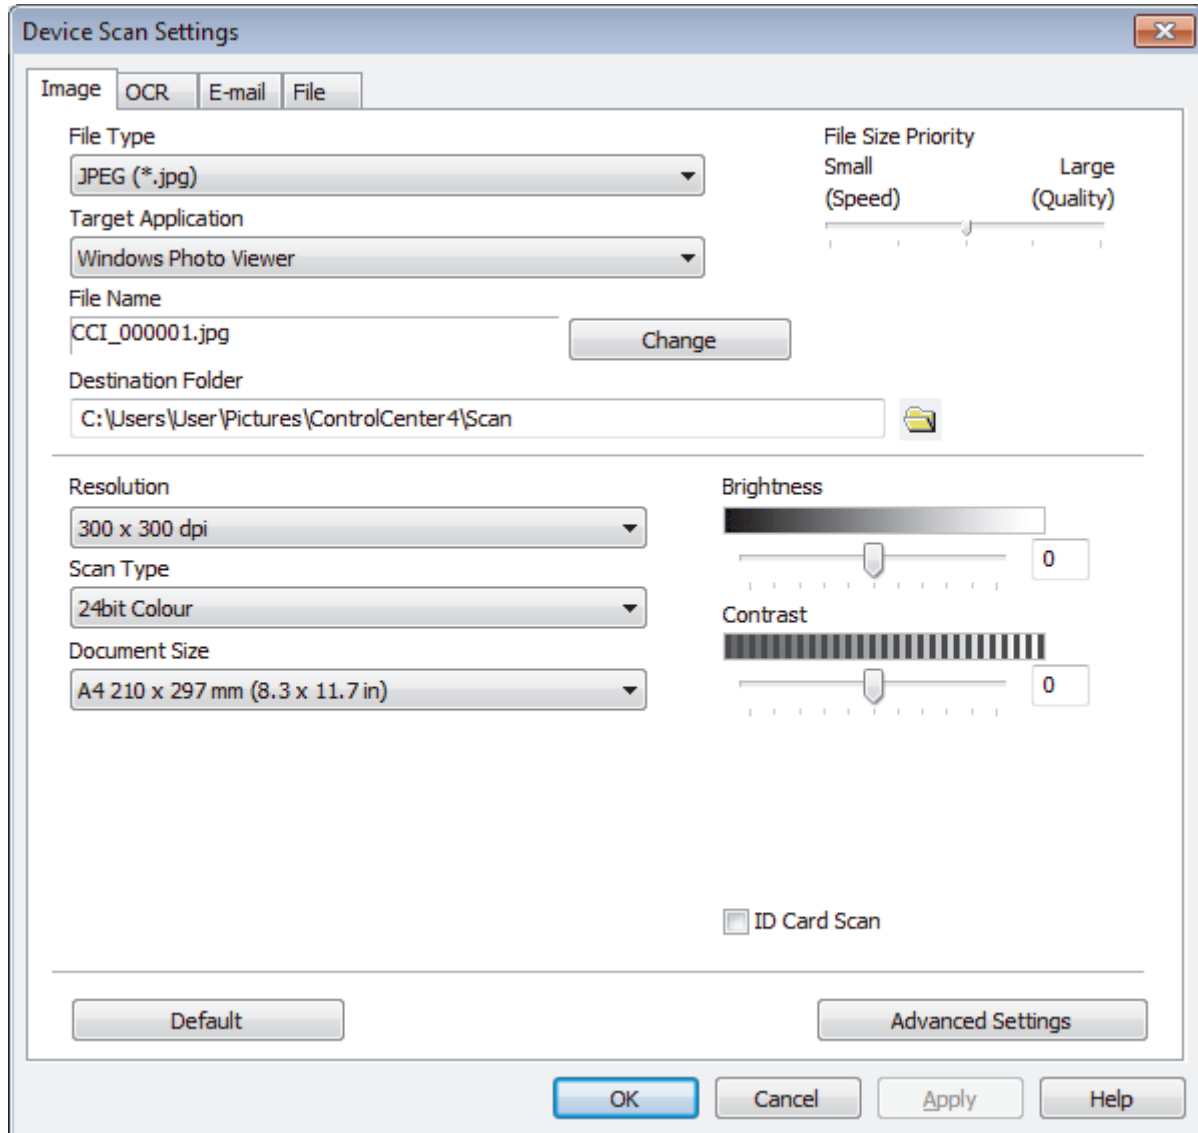 Device Scan Settings
Image OCR E-mail File
File Type
JPEG (*.jpg)
File Size Priority
Small Large
(Speed) (Quality)
Target Application
Windows Photo Viewer
File Name
CCI_000001.jpg Change
Destination Folder
C:\Users\User\Pictures\ControlCenter4\Scan
Resolution
300 x 300 dpi
Scan Type
24bit Colour
Document Size
A4 210 x 297 mm (8.3 x 11.7 in)
Brightness
0
Contrast
0
ID Card Scan
Default Advanced Settings
OK Cancel Apply Help